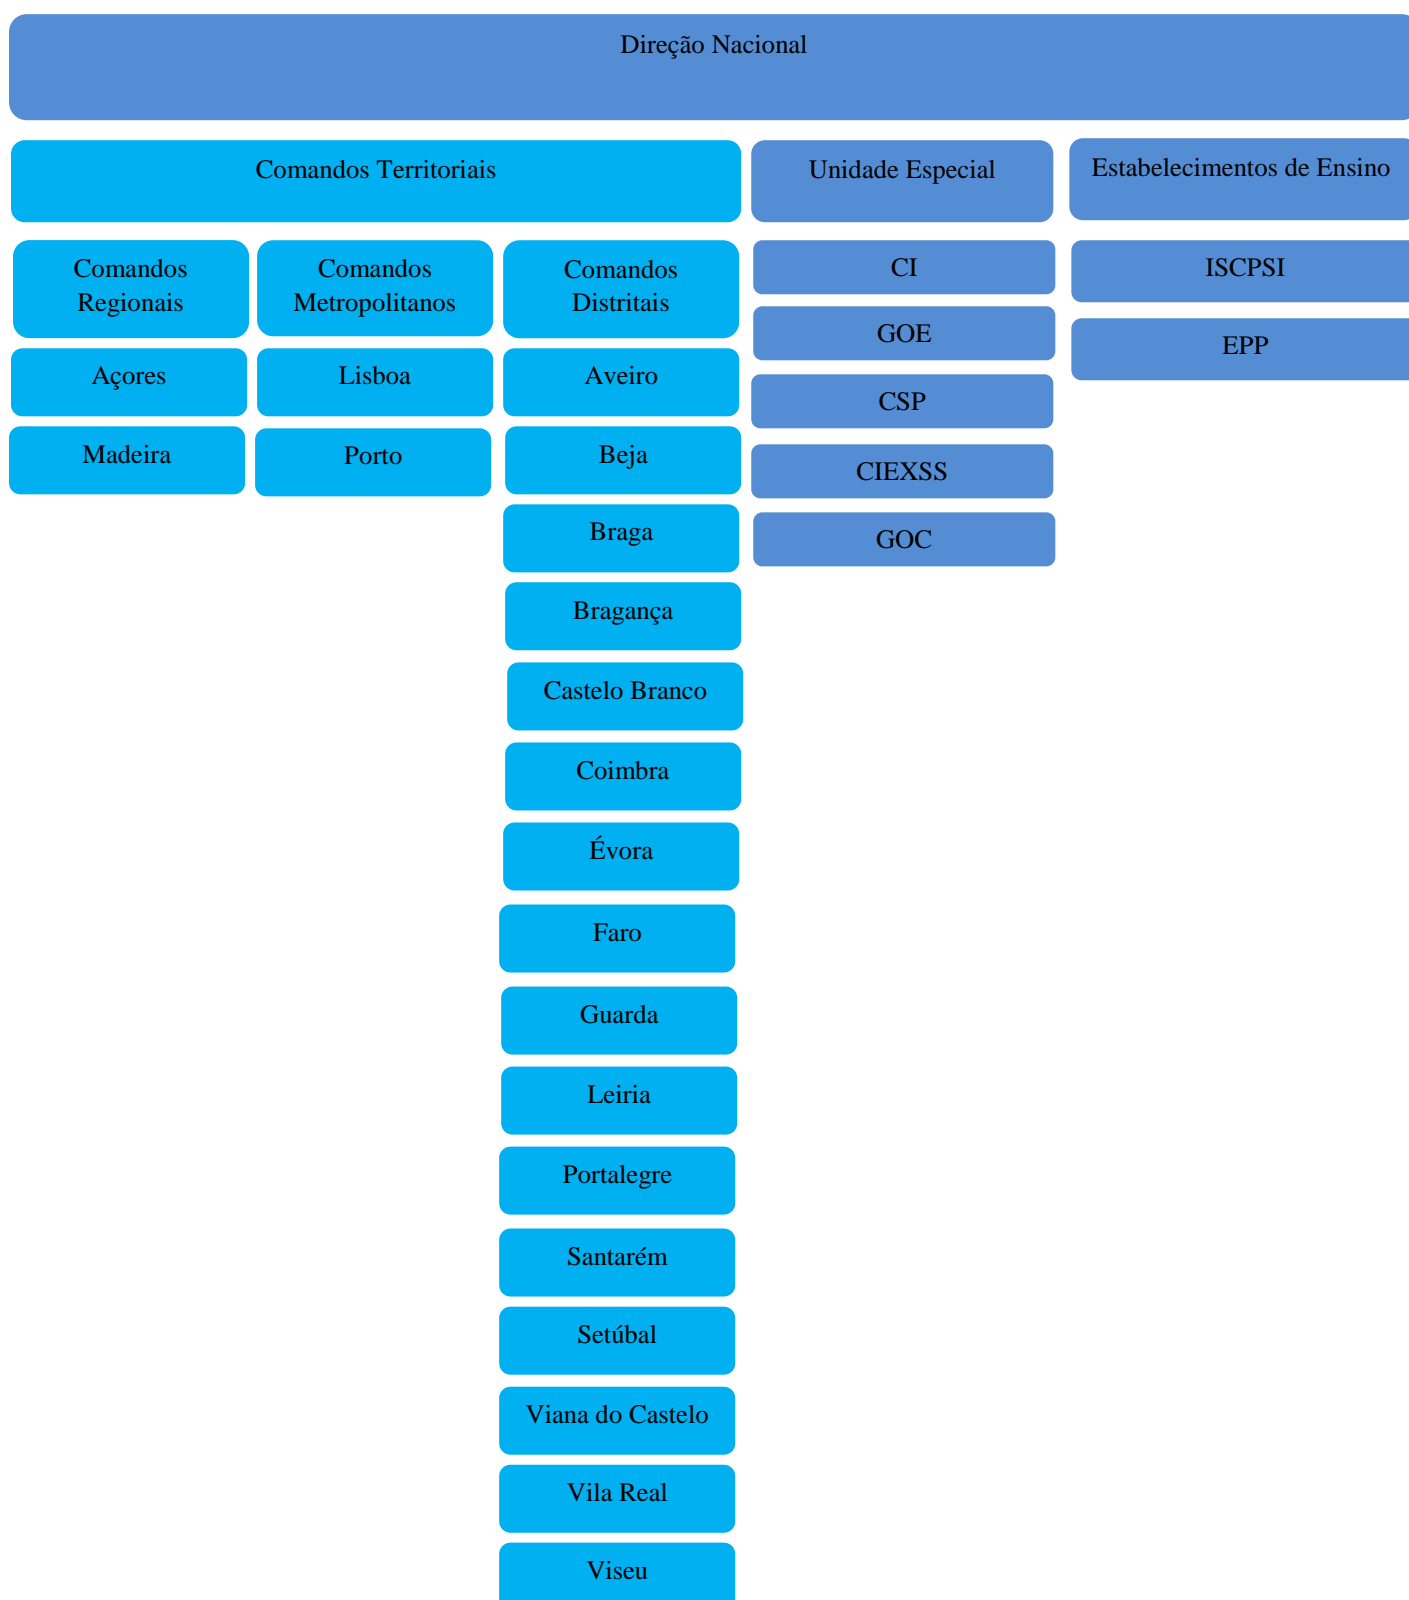 Direção Nacional
Comandos Territoriais
Unidade Especial
Estabelecimentos de Ensino
Comandos
Regionais
Comandos
Metropolitanos
Comandos
Distritais
CI
ISCPSI
GOE
EPP
Açores
Lisboa
Aveiro
CSP
Madeira
Porto
Beja
CIEXSS
Braga
GOC
Bragança
Castelo Branco
Coimbra
Évora
Faro
Guarda
Leiria
Portalegre
Santarém
Setúbal
Viana do Castelo
Vila Real
Viseu